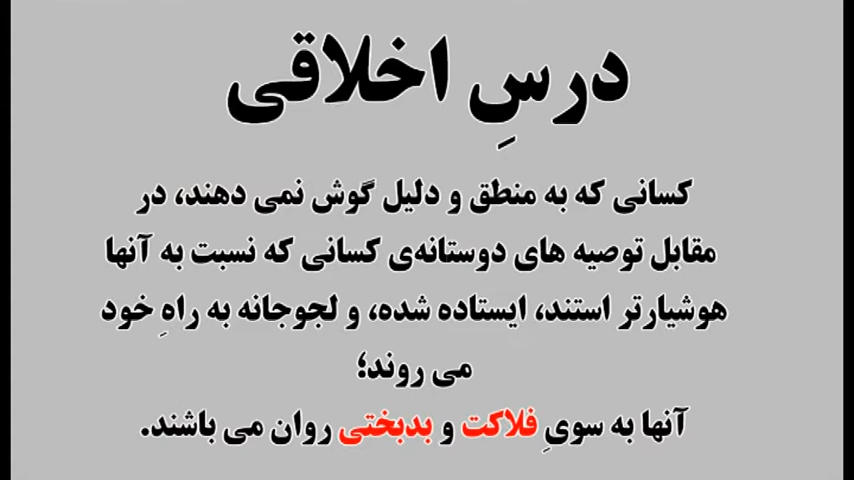 درسِ اخلاقی
کسانی که به منطق و دلیل گوش نمی دهند، در
مقابل توصیه های دوستانه‌ی کسانی که نسبت به آنها
هوشیارتر استند، ایستاده شده، و لجوجانه به راهِ خود
می روند؛
آنها به سویِ فلاکت و بدبختی روان می باشند.